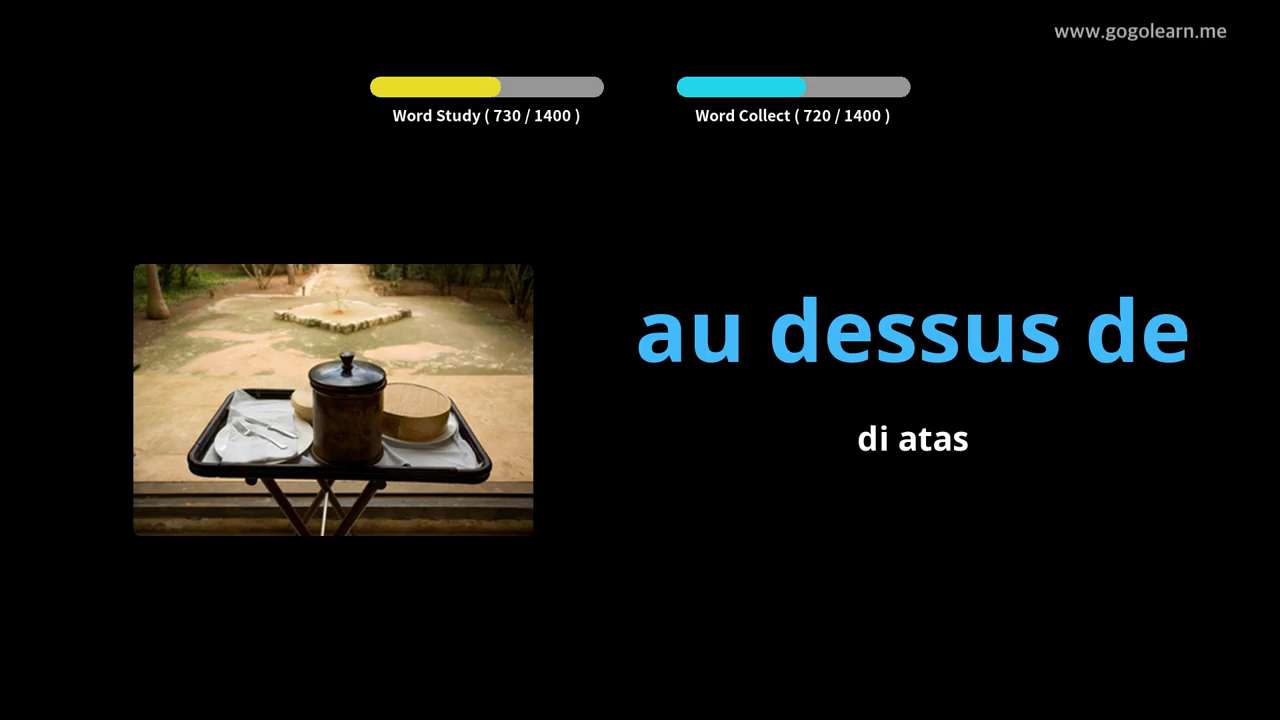 www.gogolearn.me
Word Study ( 730 / 1400 )
Word Collect ( 720 / 1400 )
au dessus de
di atas